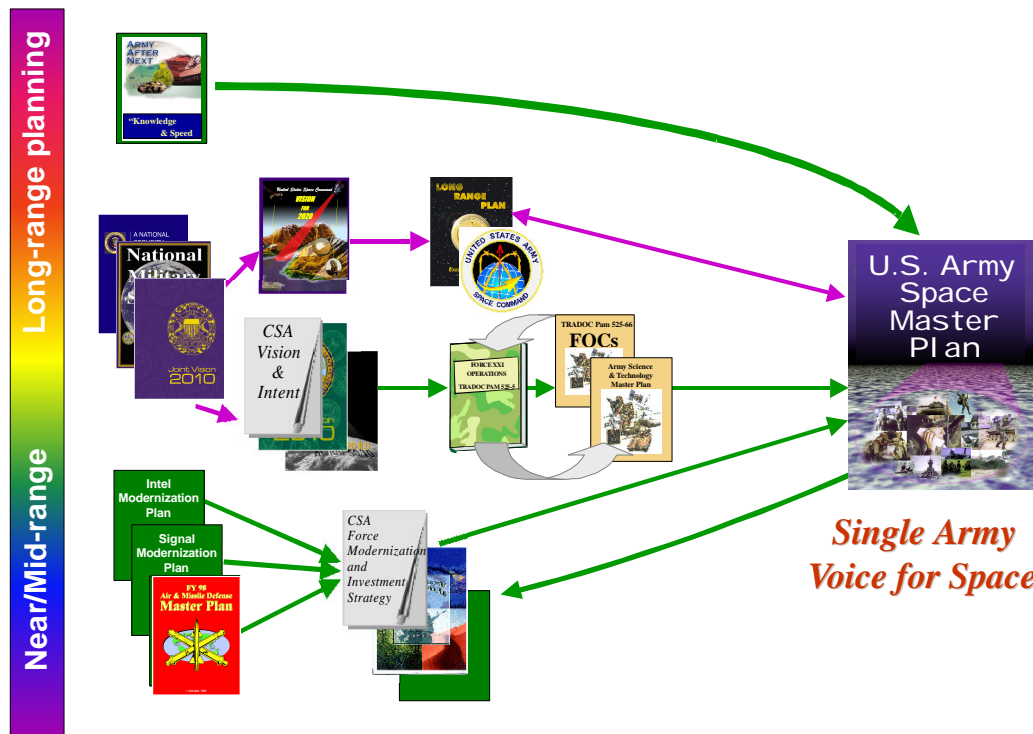 Long-range planning
Near/Mid-range
ARMY
AFTER
NEXT
"Knowledge
& Speed
A NATIONAL
National
Military
Joint Vision
2010
United States Space Command
VISION
FOR
2020
LONG
RANGE
PLAN
UNITED STATES ARMY
SPACE COMMAND
CSA
Vision
&
Intent
2010
FORCE XXI
OPERATIONS
TRADOC PAM 525-5
TRADOC Pam 525-66
FOCs
Army Science
& Technology
Master Plan
U.S. Army
Space
Master
Plan
Single Army
Voice for Space
Intel
Modernization
Plan
Signal
Modernization
Plan
FY 98
Air & Missile Defense
Master Plan
CSA
Force
Modernization
and
Investment
Strategy